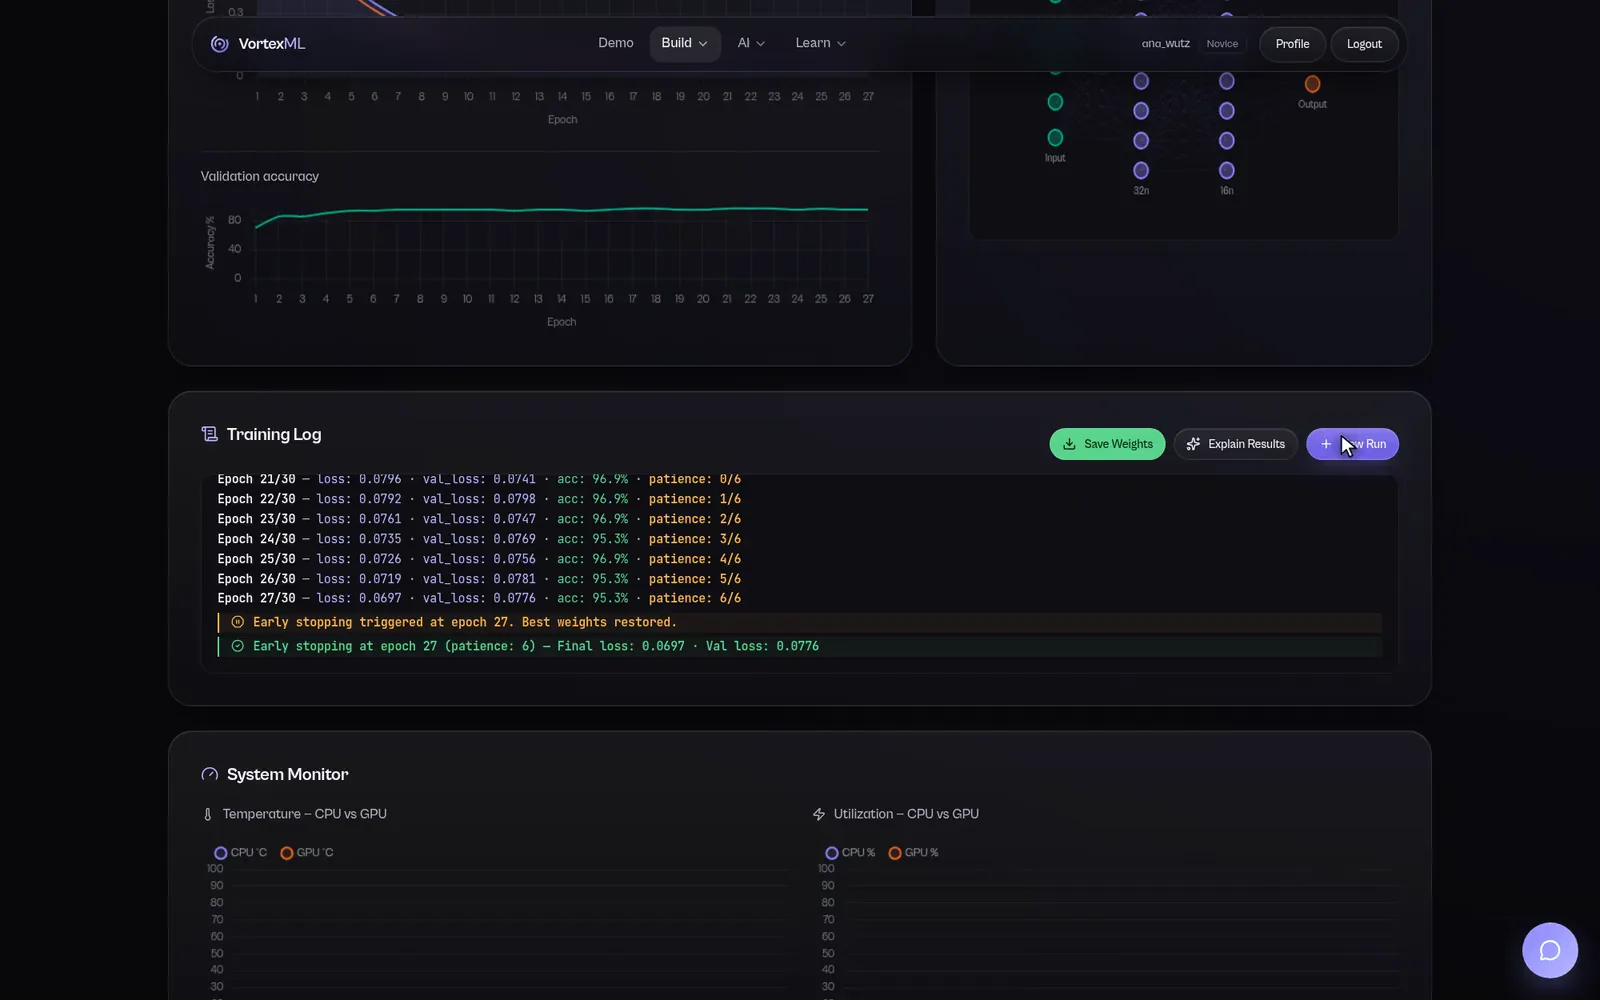 VortexML
Demo
Build
AI
Learn
ana_wutz
Novice
Profile
Logout
0.3
0
1 2 3 4 5 6 7 8 9 10 11 12 13 14 15 16 17 18 19 20 21 22 23 24 25 26 27
Epoch
Validation accuracy
Accuracy %
80
40
0
1 2 3 4 5 6 7 8 9 10 11 12 13 14 15 16 17 18 19 20 21 22 23 24 25 26 27
Epoch
Input
32n
16n
Output
Training Log
Save Weights
Explain Results
Run
Epoch 21/30 — loss: 0.0796 · val_loss: 0.0741 · acc: 96.9% · patience: 0/6
Epoch 22/30 — loss: 0.0792 · val_loss: 0.0798 · acc: 96.9% · patience: 1/6
Epoch 23/30 — loss: 0.0761 · val_loss: 0.0747 · acc: 96.9% · patience: 2/6
Epoch 24/30 — loss: 0.0735 · val_loss: 0.0769 · acc: 95.3% · patience: 3/6
Epoch 25/30 — loss: 0.0726 · val_loss: 0.0756 · acc: 96.9% · patience: 4/6
Epoch 26/30 — loss: 0.0719 · val_loss: 0.0781 · acc: 95.3% · patience: 5/6
Epoch 27/30 — loss: 0.0697 · val_loss: 0.0776 · acc: 95.3% · patience: 6/6
Early stopping triggered at epoch 27. Best weights restored.
Early stopping at epoch 27 (patience: 6) — Final loss: 0.0697 · Val loss: 0.0776
System Monitor
Temperature – CPU vs GPU
CPU °C
GPU °C
100
90
80
70
60
50
40
30
Utilization – CPU vs GPU
CPU %
GPU %
100
90
80
70
60
50
40
30